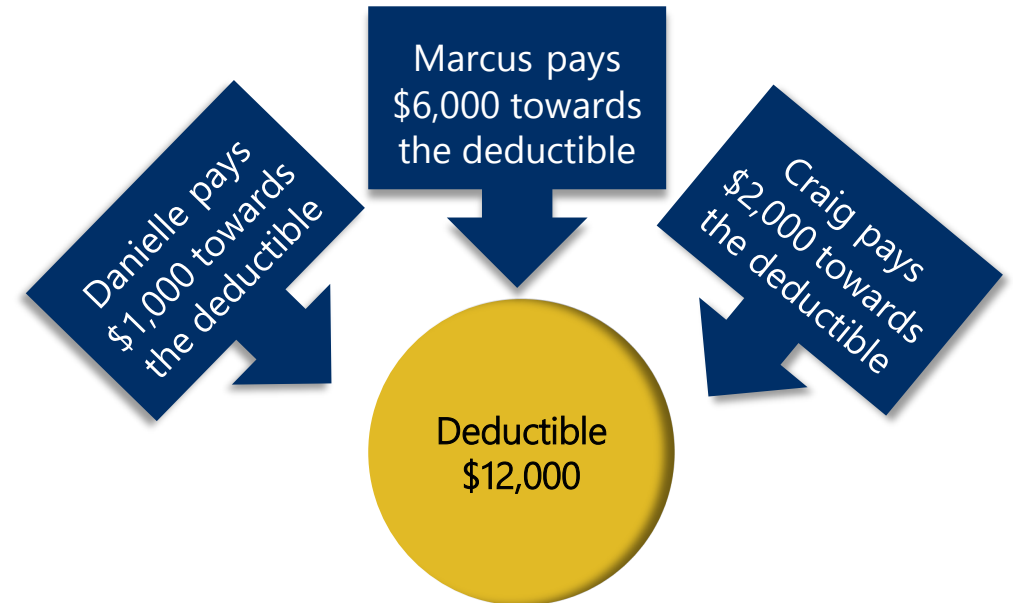 Danielle pays
$1,000 towards
the deductible
Marcus pays
$6,000 towards
the deductible
Craig pays
$2,000 towards
the deductible
Deductible
$12,000